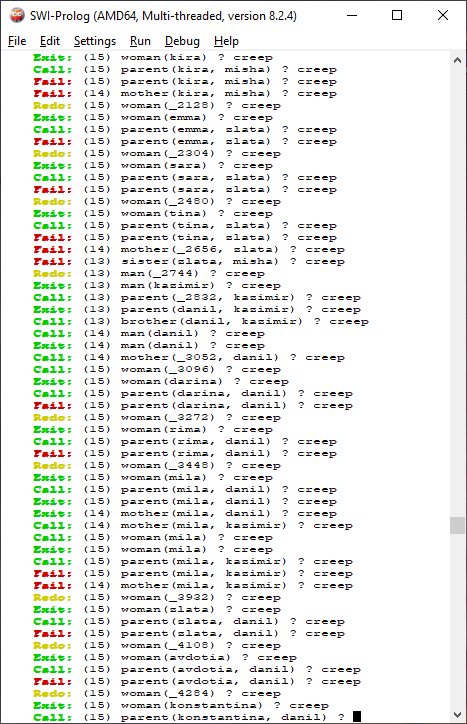 SWI-Prolog (AMD64, Multi-threaded, version 8.2.4)
File Edit Settings Run Debug Help
Exit: (15) woman(kira) ? creep
Call: (15) parent(kira, misha) ? creep
Fail: (15) parent(kira, misha) ? creep
Fail: (14) mother(kira, misha) ? creep
Redo: (15) woman(_2128) ? creep
Exit: (15) woman(emma) ? creep
Call: (15) parent(emma, zlata) ? creep
Fail: (15) parent(emma, zlata) ? creep
Redo: (15) woman(_2304) ? creep
Exit: (15) woman(sara) ? creep
Call: (15) parent(sara, zlata) ? creep
Fail: (15) parent(sara, zlata) ? creep
Redo: (15) woman(_2480) ? creep
Exit: (15) woman(tina) ? creep
Call: (15) parent(tina, zlata) ? creep
Fail: (15) parent(tina, zlata) ? creep
Fail: (14) mother(_2656, zlata) ? creep
Fail: (13) sister(zlata, misha) ? creep
Redo: (13) man(_2744) ? creep
Exit: (13) man(kazimir) ? creep
Call: (13) parent(_2832, kazimir) ? creep
Exit: (13) parent(danil, kazimir) ? creep
Call: (13) brother(danil, kazimir) ? creep
Call: (14) man(danil) ? creep
Exit: (14) man(danil) ? creep
Call: (14) mother(_3052, danil) ? creep
Call: (15) woman(_3096) ? creep
Exit: (15) woman(darina) ? creep
Call: (15) parent(darina, danil) ? creep
Fail: (15) parent(darina, danil) ? creep
Redo: (15) woman(_3272) ? creep
Exit: (15) woman(rima) ? creep
Call: (15) parent(rima, danil) ? creep
Fail: (15) parent(rima, danil) ? creep
Redo: (15) woman(_3448) ? creep
Exit: (15) woman(mila) ? creep
Call: (15) parent(mila, danil) ? creep
Exit: (15) parent(mila, danil) ? creep
Exit: (14) mother(mila, danil) ? creep
Call: (14) mother(mila, kazimir) ? creep
Call: (15) woman(mila) ? creep
Exit: (15) woman(mila) ? creep
Call: (15) parent(mila, kazimir) ? creep
Fail: (15) parent(mila, kazimir) ? creep
Fail: (14) mother(mila, kazimir) ? creep
Redo: (15) woman(_3932) ? creep
Exit: (15) woman(zlata) ? creep
Call: (15) parent(zlata, danil) ? creep
Fail: (15) parent(zlata, danil) ? creep
Redo: (15) woman(_4108) ? creep
Exit: (15) woman(avdotia) ? creep
Call: (15) parent(avdotia, danil) ? creep
Fail: (15) parent(avdotia, danil) ? creep
Redo: (15) woman(_4284) ? creep
Exit: (15) woman(konstantina) ? creep
Call: (15) parent(konstantina, danil) ?